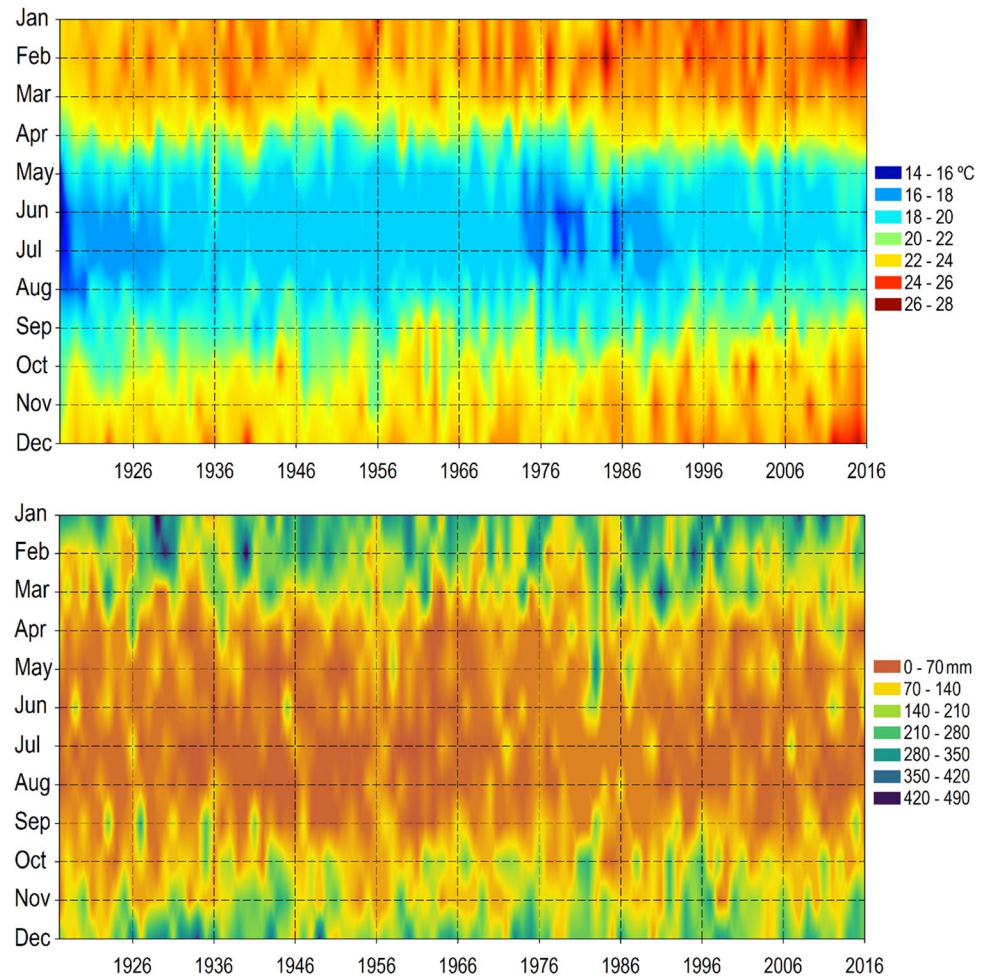 Jan
Feb
Mar
Apr
May
Jun
Jul
Aug
Sep
Oct
Nov
Dec
1926 1936 1946 1956 1966 1976 1986 1996 2006 2016
14 - 16 ºC
16 - 18
18 - 20
20 - 22
22 - 24
24 - 26
26 - 28
Jan
Feb
Mar
Apr
May
Jun
Jul
Aug
Sep
Oct
Nov
Dec
1926 1936 1946 1956 1966 1976 1986 1996 2006 2016
0 - 70 mm
70 - 140
140 - 210
210 - 280
280 - 350
350 - 420
420 - 490